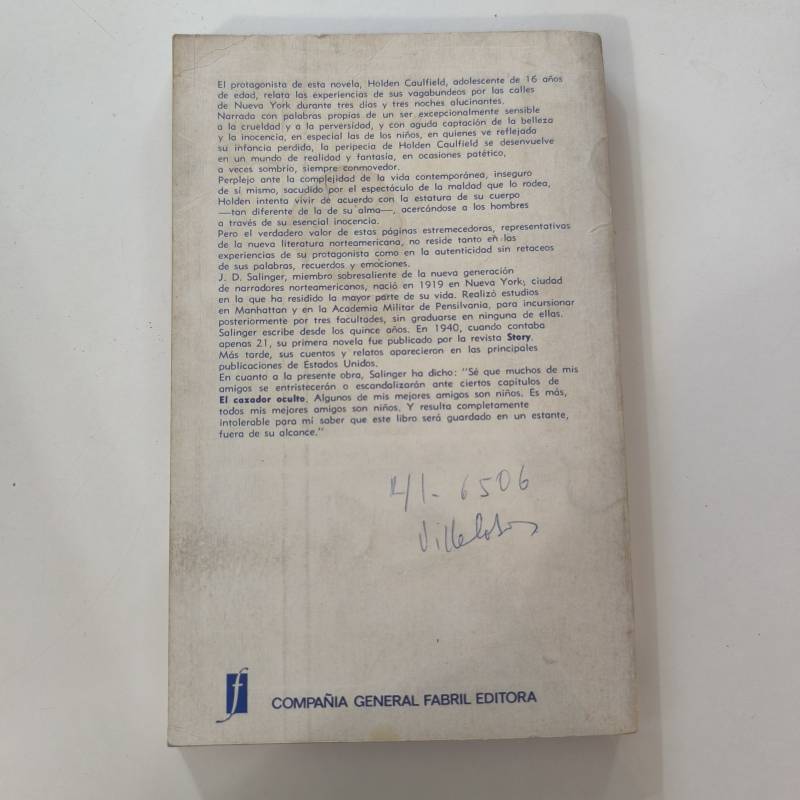 El protagonista de esta novela, Holden Caulfield, adolescente de 16 años
de edad, relata las experiencias de sus vagabundeos por las calles
de Nueva York durante tres días y tres noches alucinantes.
Narrada con palabras propias de un ser excepcionalmente sensible
a la crueldad y a la perversidad, y con aguda captación de la belleza
y la inocencia, en especial las de los niños, en quienes ve reflejada
su infancia perdida, la peripecia de Holden Caulfield se desenvuelve
en un mundo de realidad y fantasía, en ocasiones patético,
a veces sombrío, siempre conmovedor.
Perplejo ante la complejidad de la vida contemporánea, inseguro
de sí mismo, sacudido por el espectáculo de la maldad que lo rodea,
Holden intenta vivir de acuerdo con la estatura de su cuerpo
—tan diferente de la de su alma—, acercándose a los hombres
a través de su esencial inocencia.
Pero el verdadero valor de estas páginas estremecedoras, representativas
de la nueva literatura norteamericana, no reside tanto en las
experiencias de su protagonista como en la autenticidad sin retaceos
de sus palabras, recuerdos y emociones.
J. D. Salinger, miembro sobresaliente de la nueva generación
de narradores norteamericanos, nació en 1919 en Nueva York, ciudad
en la que ha residido la mayor parte de su vida. Realizó estudios
en Manhattan y en la Academia Militar de Pensilvania, para incursionar
posteriormente por tres facultades, sin graduarse en ninguna de ellas.
Salinger escribe desde los quince años. En 1940, cuando contaba
apenas 21, su primera novela fue publicado por la revista Story.
Más tarde, sus cuentos y relatos aparecieron en las principales
publicaciones de Estados Unidos.
En cuanto a la presente obra, Salinger ha dicho: "Sé que muchos de mis
amigos se entristecerán o escandalizarán ante ciertos capítulos de
El cazador oculto. Algunos de mis mejores amigos son niños. Es más,
todos mis mejores amigos son niños. Y resulta completamente
intolerable para mí saber que este libro será guardado en un estante,
fuera de su alcance."
6506
Villalobos
f COMPAÑIA GENERAL FABRIL EDITORA